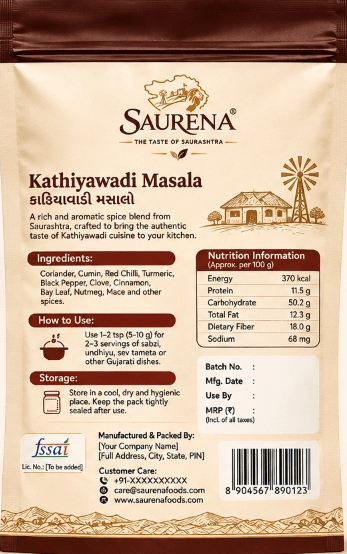 SAURENA®
THE TASTE OF SAURASHTRA
Kathiyawadi Masala
કાઠિયાવાડી મસાલો
A rich and aromatic spice blend from
Saurashtra, crafted to bring the authentic
taste of Kathiyawadi cuisine to your kitchen.
Ingredients:
Coriander, Cumin, Red Chilli, Turmeric,
Black Pepper, Clove, Cinnamon,
Bay Leaf, Nutmeg, Mace and other
spices.
How to Use:
Use 1–2 tsp (5-10 g) for
2–3 servings of sabzi,
undhiyu, sev tameta or
other Gujarati dishes.
Storage:
Store in a cool, dry and hygienic
place. Keep the pack tightly
sealed after use.
Nutrition Information
(Approx. per 100 g)
Energy 370 kcal
Protein 11.5 g
Carbohydrate 50.2 g
Total Fat 12.3 g
Dietary Fiber 18.0 g
Sodium 68 mg
Batch No. :
Mfg. Date :
Use By :
MRP (₹) :
(Incl. of all taxes)
fssai
Lic. No.: [To be added]
Manufactured & Packed By:
[Your Company Name]
[Full Address, City, State, PIN]
Customer Care:
+91-XXXXXXXXXX
care@saurenafoods.com
www.saurenafoods.com
8 904567 890123